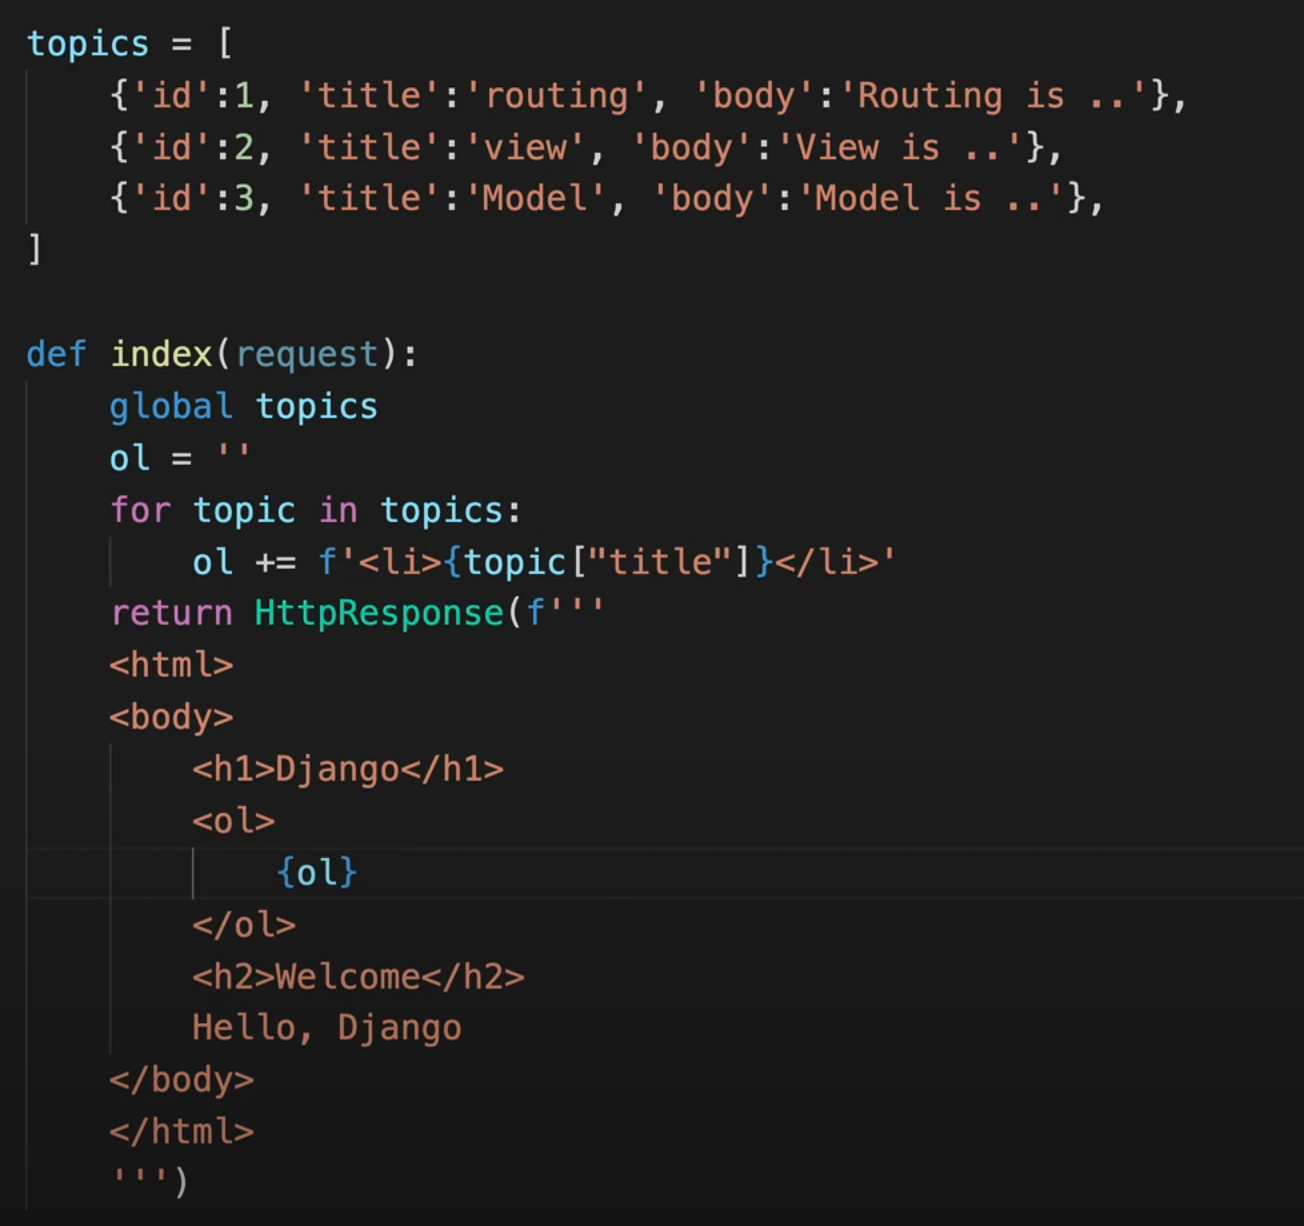 topics = [
    {'id':1, 'title':'routing', 'body':'Routing is ..'},
    {'id':2, 'title':'view', 'body':'View is ..'},
    {'id':3, 'title':'Model', 'body':'Model is ..'},
]
def index(request):
    global topics
    ol = ''
    for topic in topics:
        ol += f'<li>{topic["title"]}</li>'
    return HttpResponse(f'''
    <html>
    <body>
        <h1>Django</h1>
        <ol>
            {ol}
        </ol>
        <h2>Welcome</h2>
        Hello, Django
    </body>
    </html>
    ''')